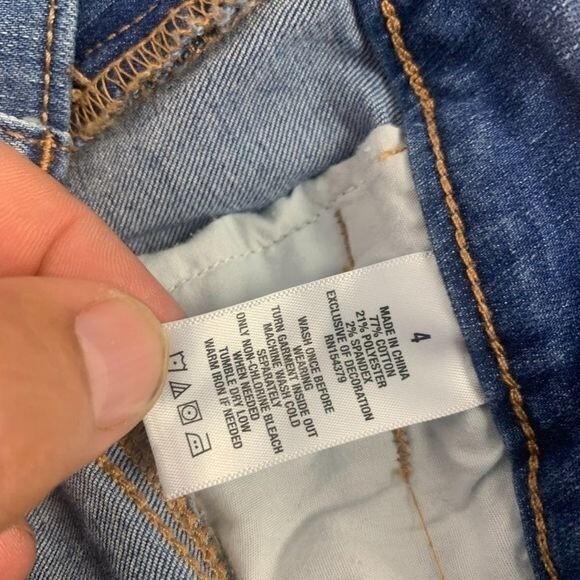 4
MADE IN CHINA
77% COTTON
21% POLYESTER
2% SPANDEX
EXCLUSIVE OF DECORATION
RN154379
WASH ONCE BEFORE
WEARING
TURN GARMENT INSIDE OUT
MACHINE WASH COLD
SEPARATELY
ONLY NON-CHLORINE BLEACH
WHEN NEEDED
TUMBLE DRY LOW
WARM IRON IF NEEDED